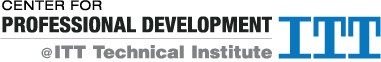 CENTER FOR
PROFESSIONAL DEVELOPMENT
@ITT Technical Institute
ITT